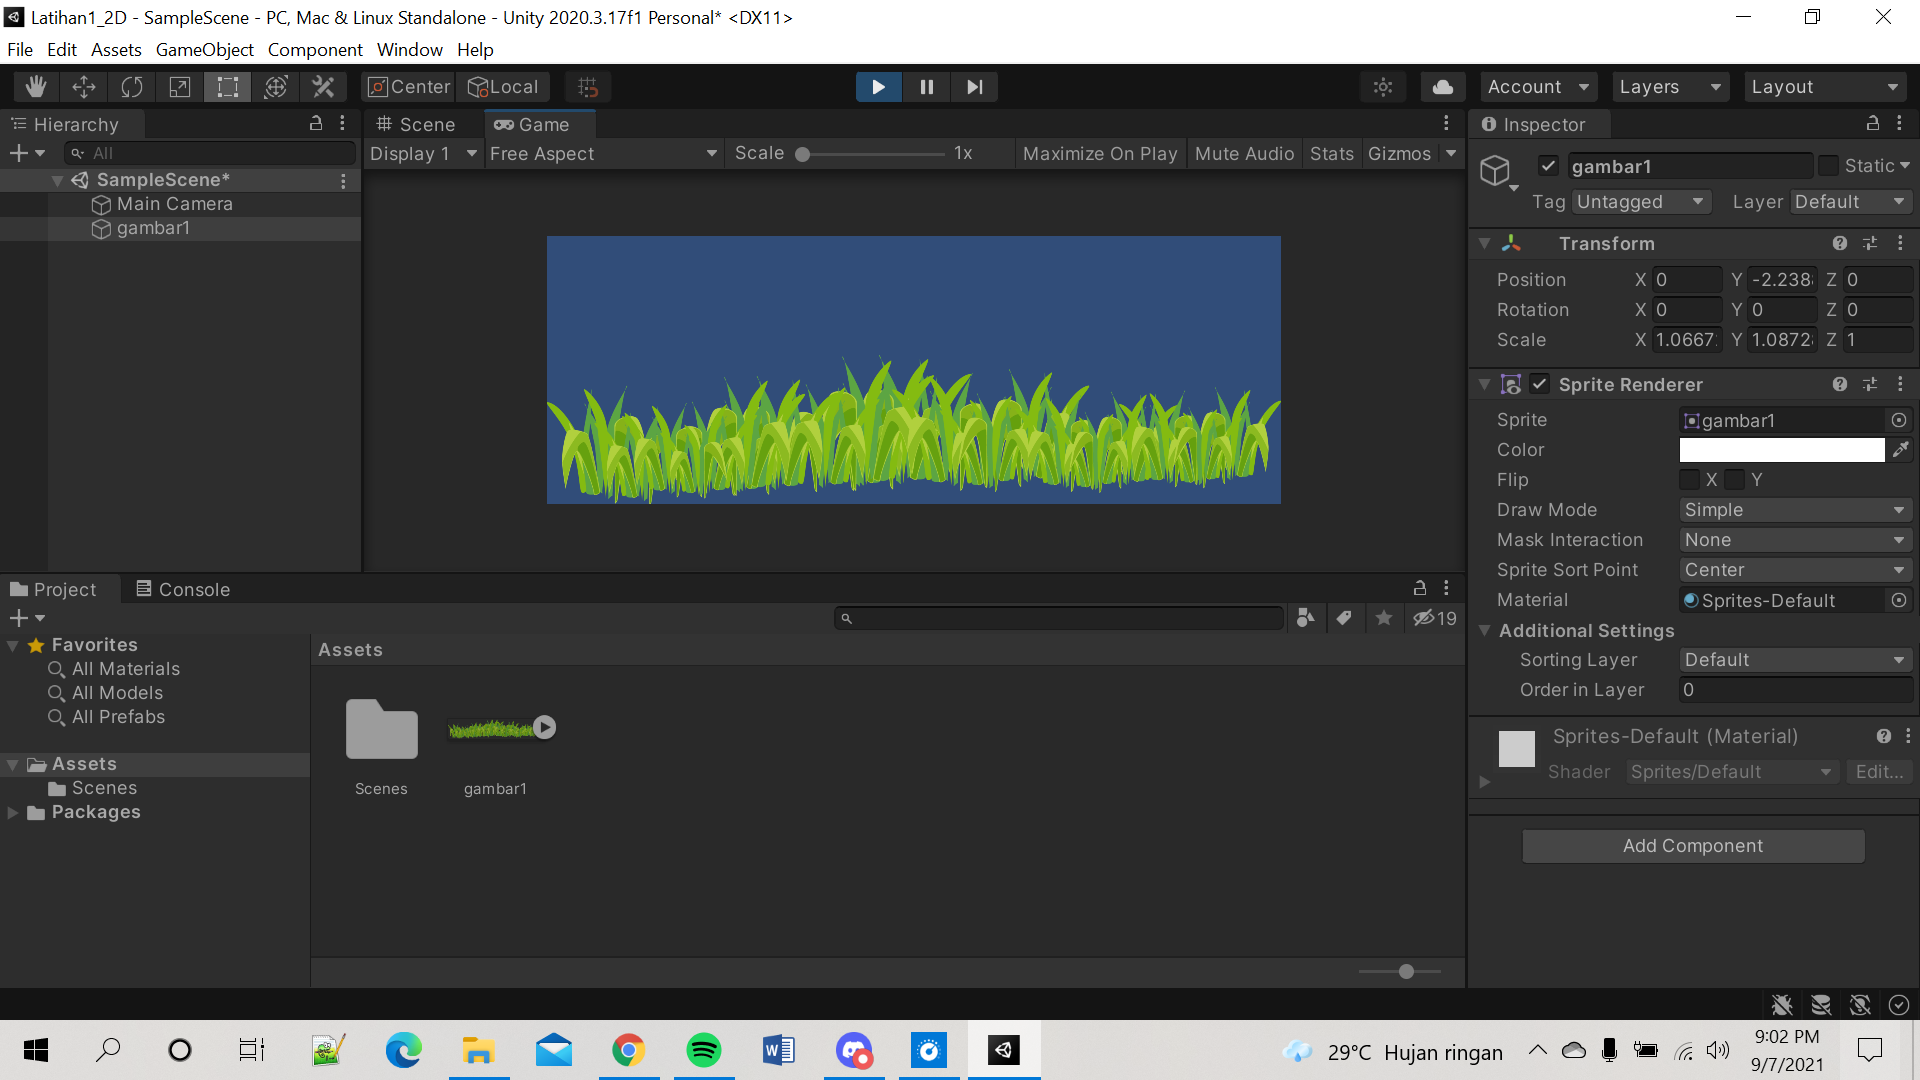 Latihan1_2D - SampleScene - PC, Mac & Linux Standalone - Unity 2020.3.17f1 Personal* <DX11>
File Edit Assets GameObject Component Window Help
Center Local Account Layers Layout
Hierarchy
All
SampleScene*
Main Camera
gambar1
Scene Game
Display 1 Free Aspect Scale 1x Maximize On Play Mute Audio Stats Gizmos
Inspector
gambar1 Static
Tag Untagged Layer Default
Transform
Position X 0 Y -2.238 Z 0
Rotation X 0 Y 0 Z 0
Scale X 1.0667 Y 1.0872 Z 1
Sprite Renderer
Sprite gambar1
Color
Flip X Y
Draw Mode Simple
Mask Interaction None
Sprite Sort Point Center
Material Sprites-Default
Additional Settings
Sorting Layer Default
Order in Layer 0
Sprites-Default (Material)
Shader Sprites/Default Edit...
Add Component
Project Console
19
Favorites
All Materials
All Models
All Prefabs
Assets
Scenes
Packages
Assets
Scenes gambar1
29°C Hujan ringan
9:02 PM
9/7/2021